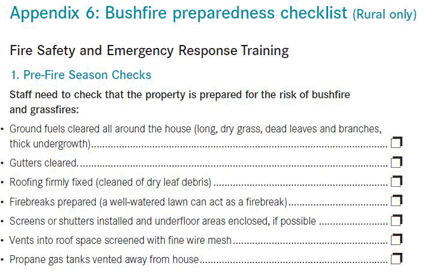 Appendix 6: Bushfire preparedness checklist (Rural only)
Fire Safety and Emergency Response Training
1. Pre-Fire Season Checks
Staff need to check that the property is prepared for the risk of bushfire
and grassfires:
• Ground fuels cleared all around the house (long, dry grass, dead leaves and branches,
thick undergrowth)..........................................................................................
• Gutters cleared..........................................................................................
• Roofing firmly fixed (cleaned of dry leaf debris) ..........................................................
• Firebreaks prepared (a well-watered lawn can act as a firebreak)...................................
• Screens or shutters installed and underfloor areas enclosed, if possible .......................
• Vents into roof space screened with fine wire mesh....................................................
• Propane gas tanks vented away from house..............................................................